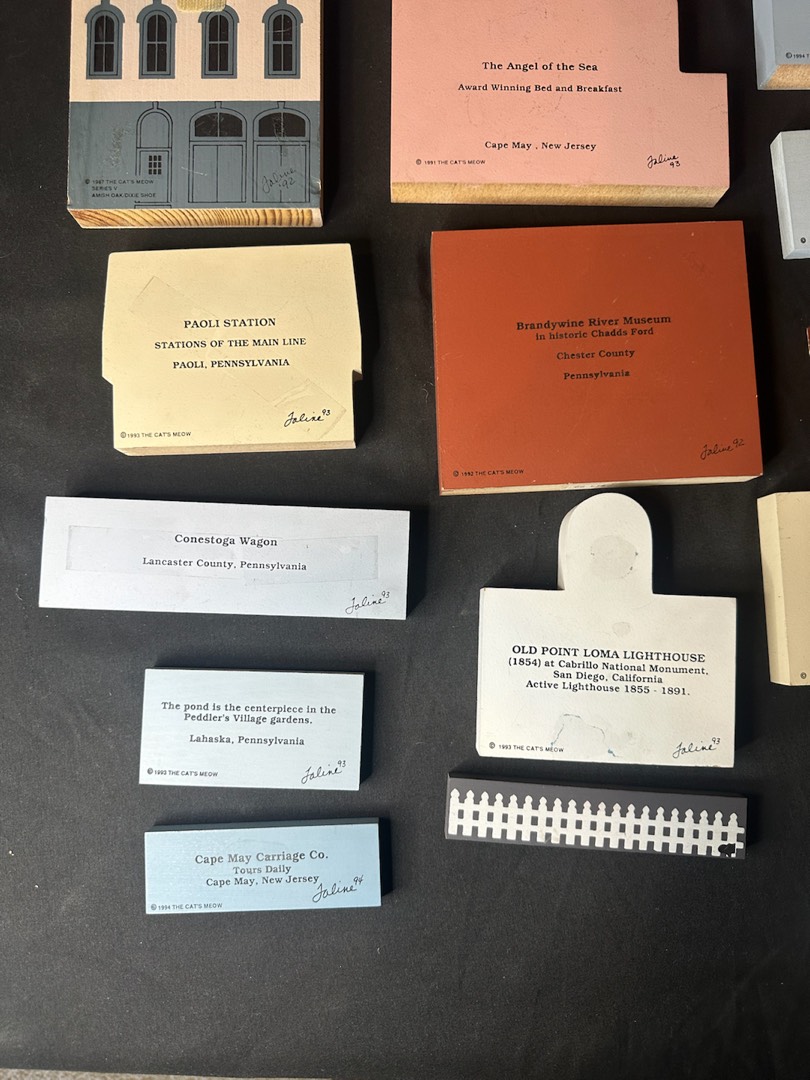 © 1987 THE CAT'S MEOW
SERIES V
AMISH OAK/DIXIE SHOE
Faline '92
The Angel of the Sea
Award Winning Bed and Breakfast
Cape May , New Jersey
© 1991 THE CAT'S MEOW
Faline 93
© 1994 T
PAOLI STATION
STATIONS OF THE MAIN LINE
PAOLI, PENNSYLVANIA
Faline 93
© 1993 THE CAT'S MEOW
Brandywine River Museum
in historic Chadds Ford
Chester County
Pennsylvania
Faline 92
© 1992 THE CAT'S MEOW
Conestoga Wagon
Lancaster County, Pennsylvania
Faline 93
OLD POINT LOMA LIGHTHOUSE
(1854) at Cabrillo National Monument,
San Diego, California
Active Lighthouse 1855 - 1891.
© 1993 THE CAT'S MEOW
Faline 93
The pond is the centerpiece in the
Peddler's Village gardens.
Lahaska, Pennsylvania
© 1993 THE CAT'S MEOW
Faline 93
Cape May Carriage Co.
Tours Daily
Cape May, New Jersey
Faline 94
© 1994 THE CAT'S MEOW